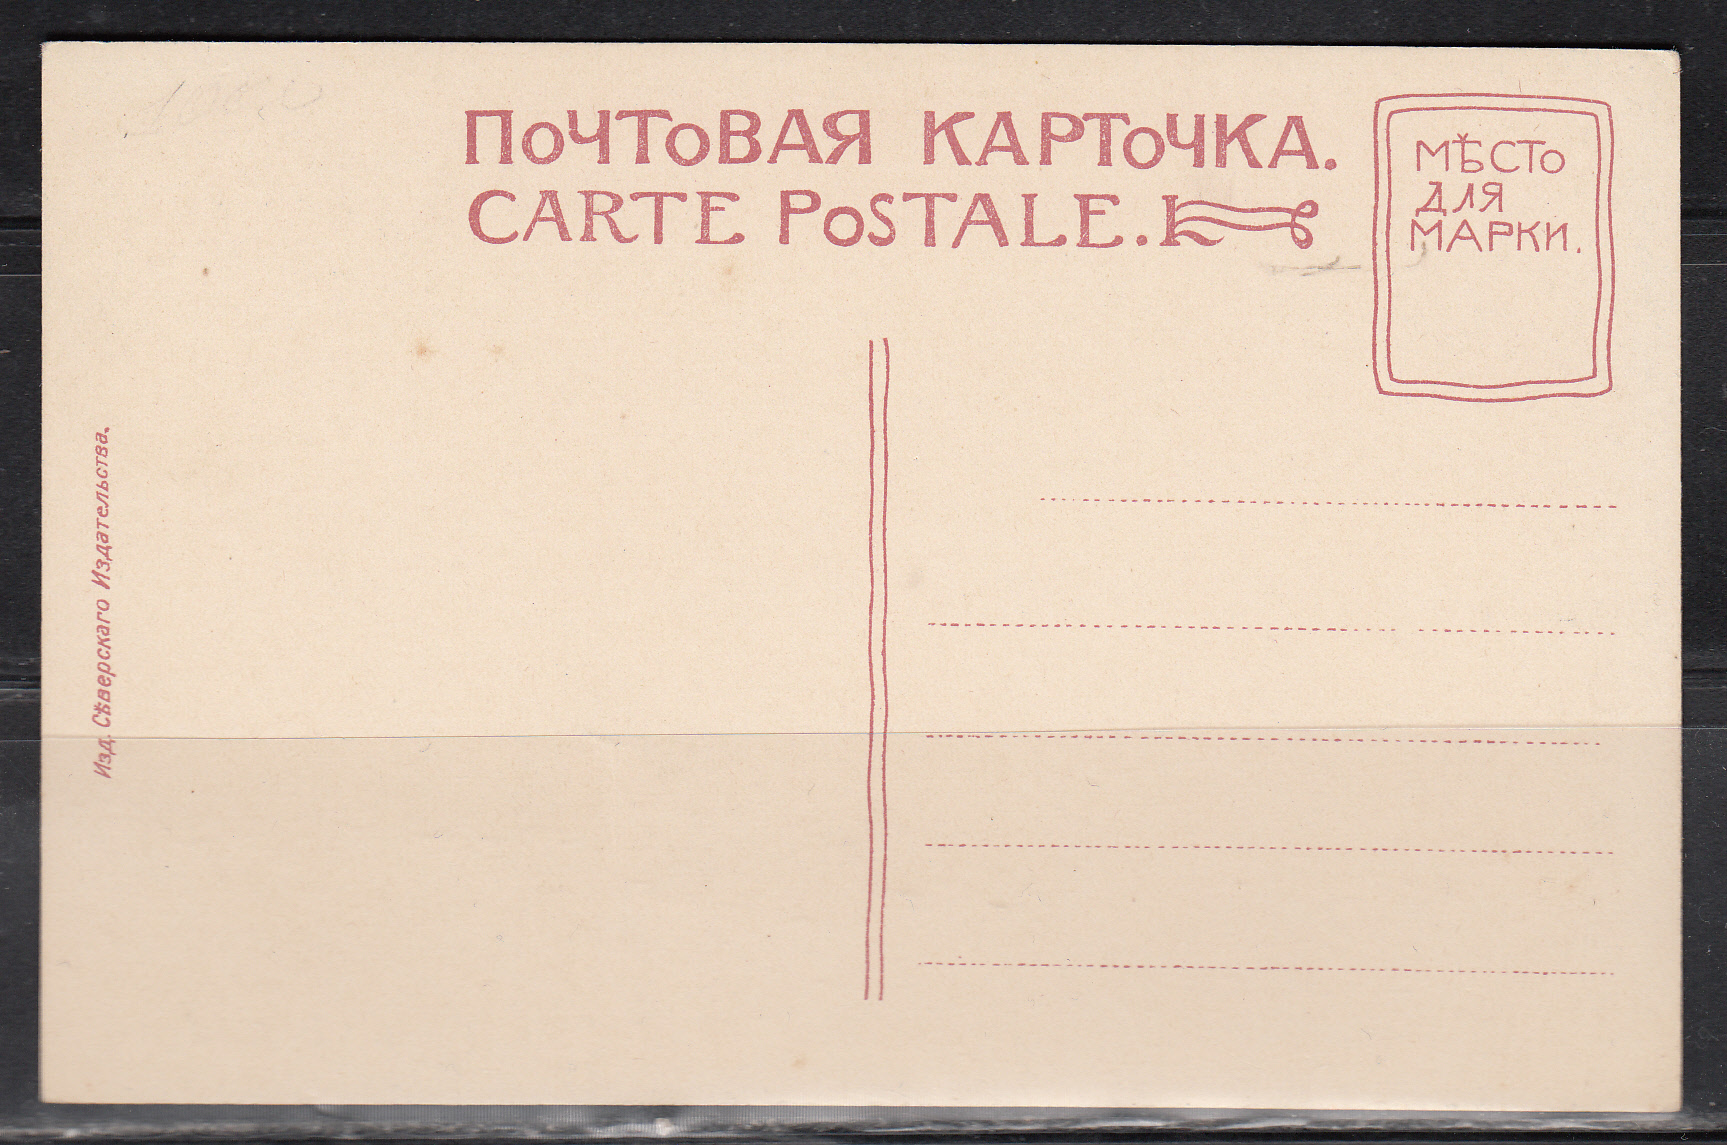 ПОЧТОВАЯ КАРТОЧКА.
CARTE POSTALE.
МѢСТО
ДЛЯ
МАРКИ.
Изд. Сѣверскаго Издательства.